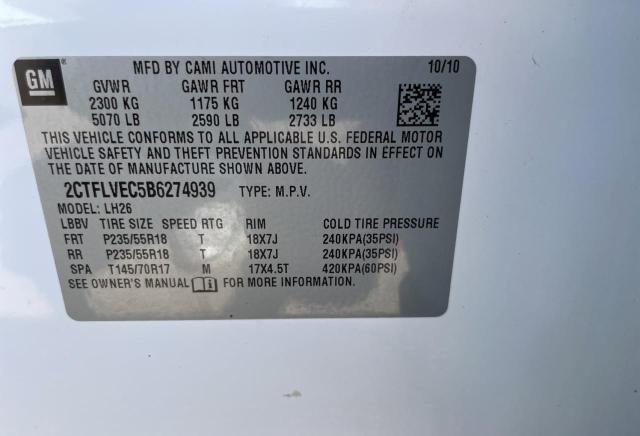 GM ® MFD BY CAMI AUTOMOTIVE INC. 10/10
GVWR GAWR FRT GAWR RR
2300 KG 1175 KG 1240 KG
5070 LB 2590 LB 2733 LB
THIS VEHICLE CONFORMS TO ALL APPLICABLE U.S. FEDERAL MOTOR
VEHICLE SAFETY AND THEFT PREVENTION STANDARDS IN EFFECT ON
THE DATE OF MANUFACTURE SHOWN ABOVE.
2CTFLVEC5B6274939 TYPE: M.P.V.
MODEL: LH26
LBBV TIRE SIZE SPEED RTG RIM COLD TIRE PRESSURE
FRT P235/55R18 T 18X7J 240KPA(35PSI)
RR P235/55R18 T 18X7J 240KPA(35PSI)
SPA T145/70R17 M 17X4.5T 420KPA(60PSI)
SEE OWNER'S MANUAL FOR MORE INFORMATION.